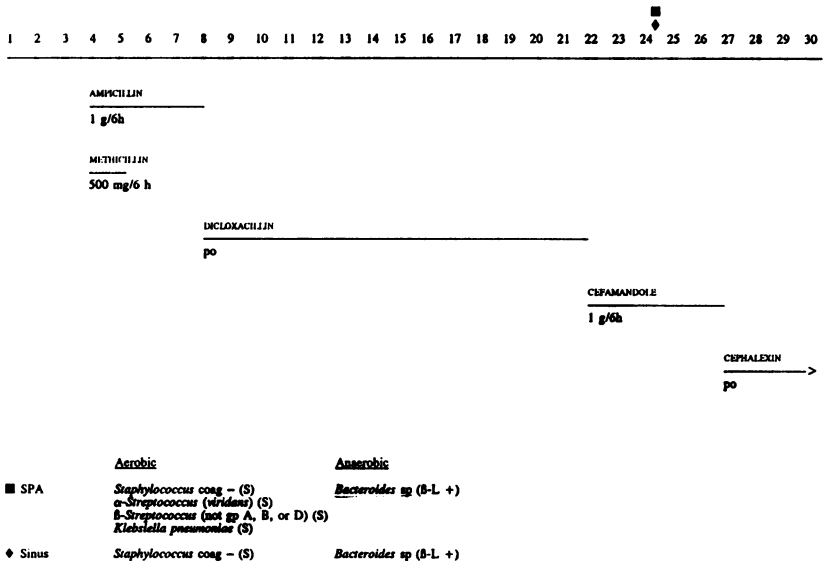 1 2 3 4 5 6 7 8 9 10 11 12 13 14 15 16 17 18 19 20 21 22 23 24 25 26 27 28 29 30
AMPICILLIN
1 g/6h
METHICILLIN
500 mg/6 h
DICLOXACILLIN
po
CEFAMANDOLE
1 g/6h
CEPHALEXIN
>
po
Aerobic Anaerobic
■ SPA Staphylococcus coag – (S) Bacteroides sp (β-L +)
α-Streptococcus (viridans) (S)
β-Streptococcus (not gp A, B, or D) (S)
Klebsiella pneumoniae (S)
♦ Sinus Staphylococcus coag – (S) Bacteroides sp (β-L +)